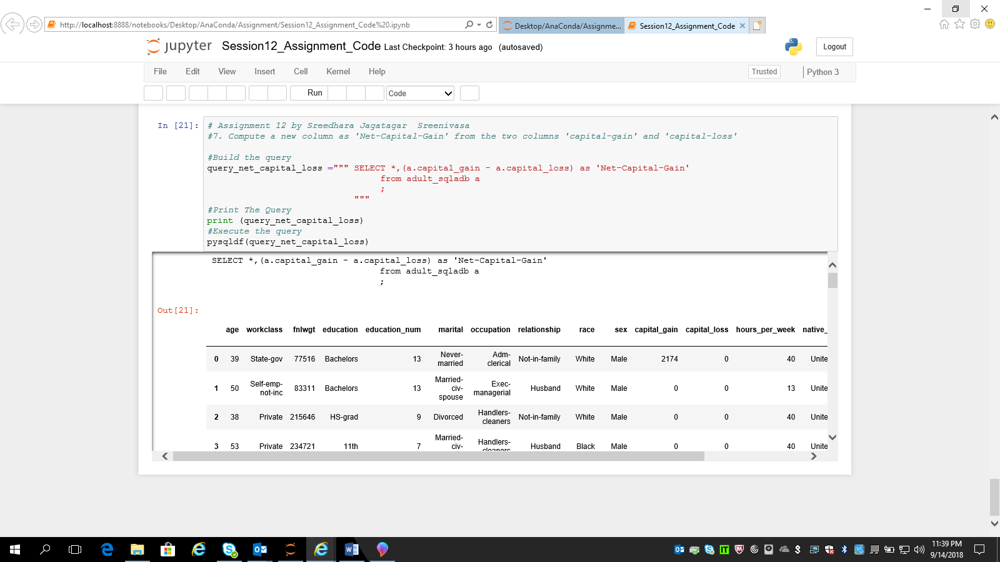 http://localhost:8888/notebooks/Desktop/AnaConda/Assignment/Session12_Assignment_Code%20.ipynb
Desktop/AnaConda/Assignme...
Session12_Assignment_Code
jupyter Session12_Assignment_Code Last Checkpoint: 3 hours ago (autosaved)
Logout
File Edit View Insert Cell Kernel Help
Trusted
Python 3
Run
Code
In [21]:
# Assignment 12 by Sreedhara Jagatagar  Sreenivasa
#7. Compute a new column as 'Net-Capital-Gain' from the two columns 'capital-gain' and 'capital-loss'
#Build the query
query_net_capital_loss =""" SELECT *,(a.capital_gain - a.capital_loss) as 'Net-Capital-Gain'
from adult_sqladb a
;
"""
#Print The Query
print (query_net_capital_loss)
#Execute the query
pysqldf(query_net_capital_loss)
SELECT *,(a.capital_gain - a.capital_loss) as 'Net-Capital-Gain'
from adult_sqladb a
;
Out[21]:
age workclass fnlwgt education education_num marital occupation relationship race sex capital_gain capital_loss hours_per_week native_
0 39 State-gov 77516 Bachelors 13 Never-married Adm-clerical Not-in-family White Male 2174 0 40 Unite
1 50 Self-emp-not-inc 83311 Bachelors 13 Married-civ-spouse Exec-managerial Husband White Male 0 0 13 Unite
2 38 Private 215646 HS-grad 9 Divorced Handlers-cleaners Not-in-family White Male 0 0 40 Unite
3 53 Private 234721 11th 7 Married-civ- Handlers-cleaners Husband Black Male 0 0 40 Unite
11:39 PM
9/14/2018